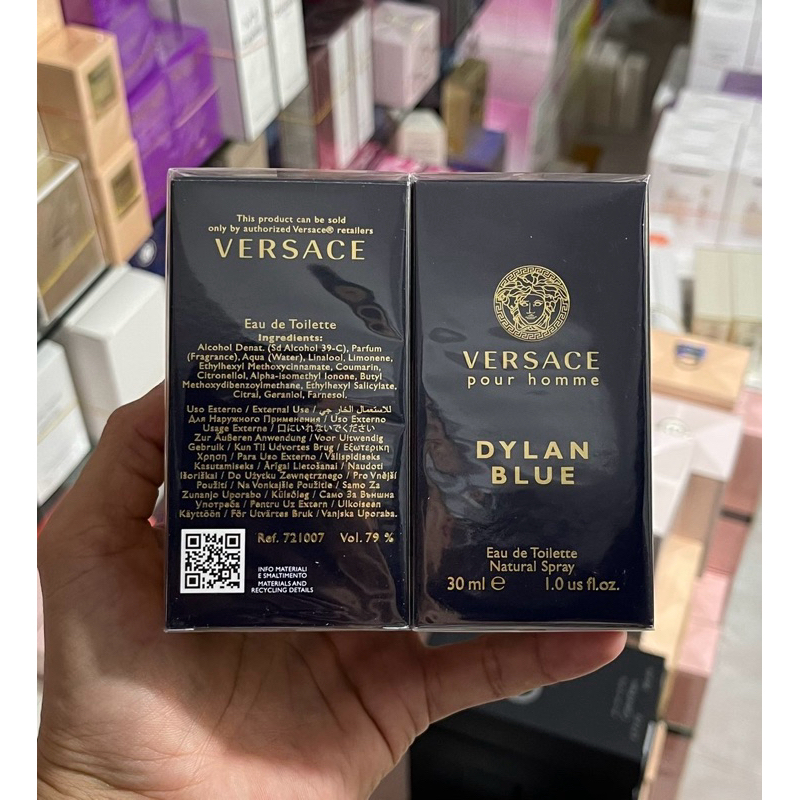 This product can be sold
only by authorized Versace® retailers
VERSACE
Eau de Toilette
Ingredients:
Alcohol Denat. (Sd Alcohol 39-C), Parfum
(Fragrance), Aqua (Water), Linalool, Limonene,
Ethylhexyl Methoxycinnamate, Coumarin,
Citronellol, Alpha-Isomethyl Ionone, Butyl
Methoxydibenzoylmethane, Ethylhexyl Salicylate,
Citral, Geraniol, Farnesol.
Uso Esterno / External Use / للاستعمال الخارجي
Для Наружного Применения / Uso Externo
Usage Externe / 口にいれないでください
Zur Äußeren Anwendung / Voor Uitwendig
Gebruik / Kun Til Udvortes Brug / Εξωτερική
Χρήση / Para Uso Externo / Välispidiseks
Kasutamiseks / Ārīgai Lietošanai / Naudoti
Išoriškai / Do Użytku Zewnętrznego / Pro Vnější
Použití / Na Vonkajšie Použitie / Samo Za
Zunanjo Uporabo / Külsőleg / Само За Външна
Употреба / Pentru Uz Extern / Ulkoiseen
Käyttöön / För Utvärtes Bruk / Vanjska Uporaba.
Ref. 721007 Vol. 79 %
INFO MATERIALI
E SMALTIMENTO
MATERIALS AND
RECYCLING DETAILS
VERSACE
pour homme
DYLAN
BLUE
Eau de Toilette
Natural Spray
30 ml ℮ 1.0 us fl.oz.